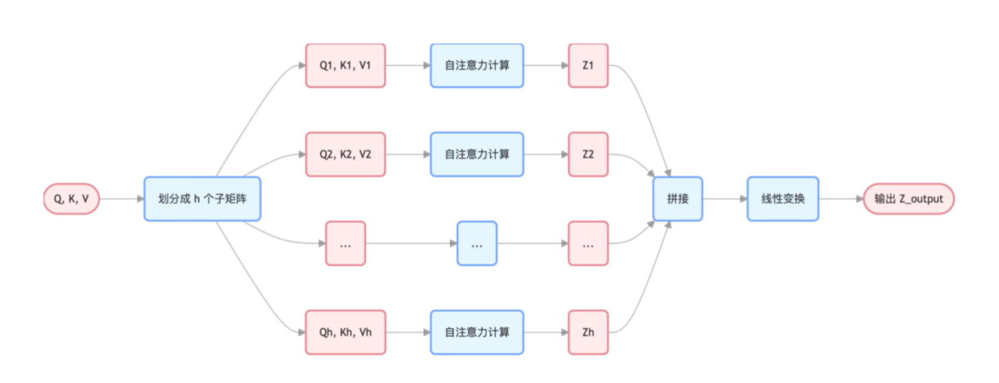 Q, K, V
划分成 h 个子矩阵
Q1, K1, V1
自注意力计算
Z1
Q2, K2, V2
自注意力计算
Z2
...
...
...
Qh, Kh, Vh
自注意力计算
Zh
拼接
线性变换
输出 Z_output